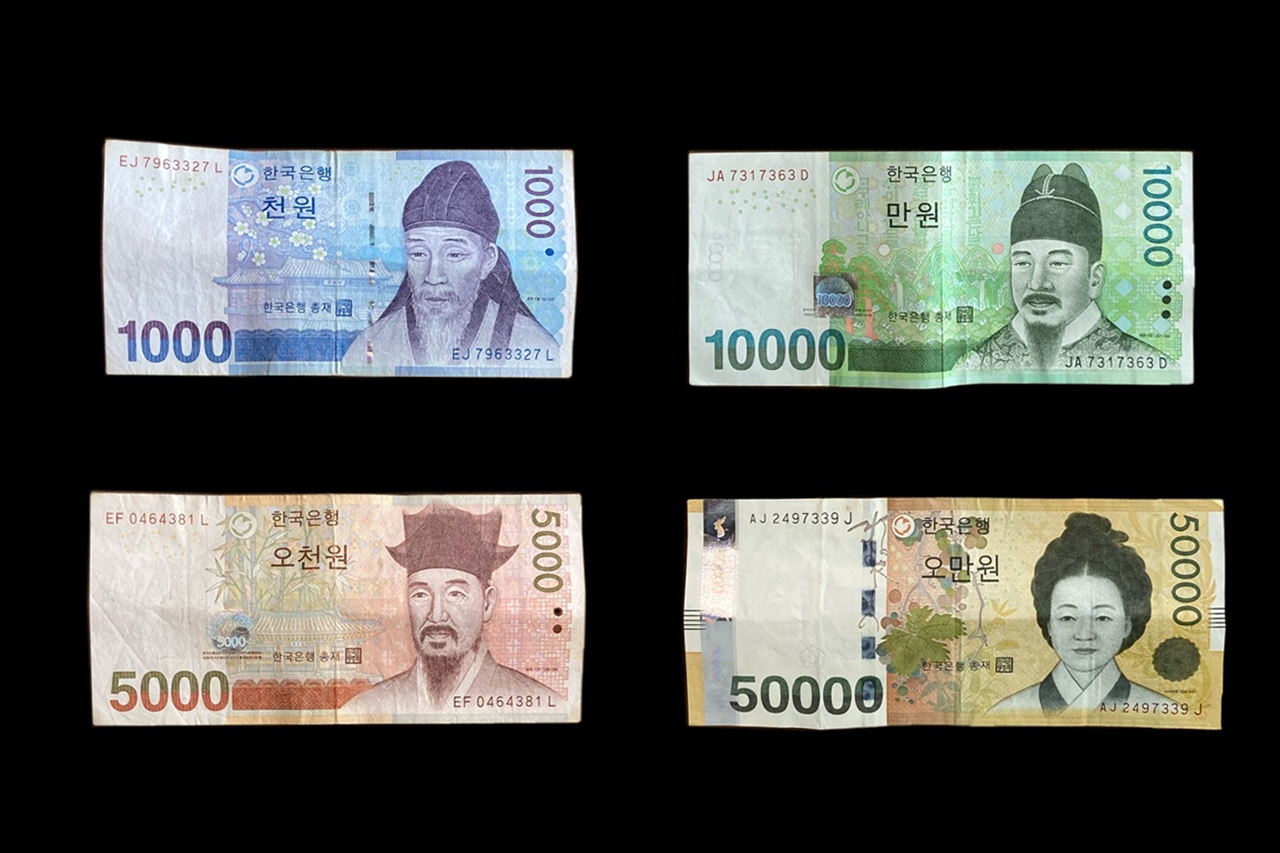 EJ 7963327 L
한국은행
천원
1000
한국은행 총재
1000
EJ 7963327 L
JA 7317363 D
한국은행
만원
10000
10000
한국은행 총재
10000
JA 7317363 D
EF 0464381 L
한국은행
오천원
5000
5000
한국은행 총재
5000
EF 0464381 L
AJ 2497339 J
한국은행
오만원
50000
한국은행 총재
50000
AJ 2497339 J